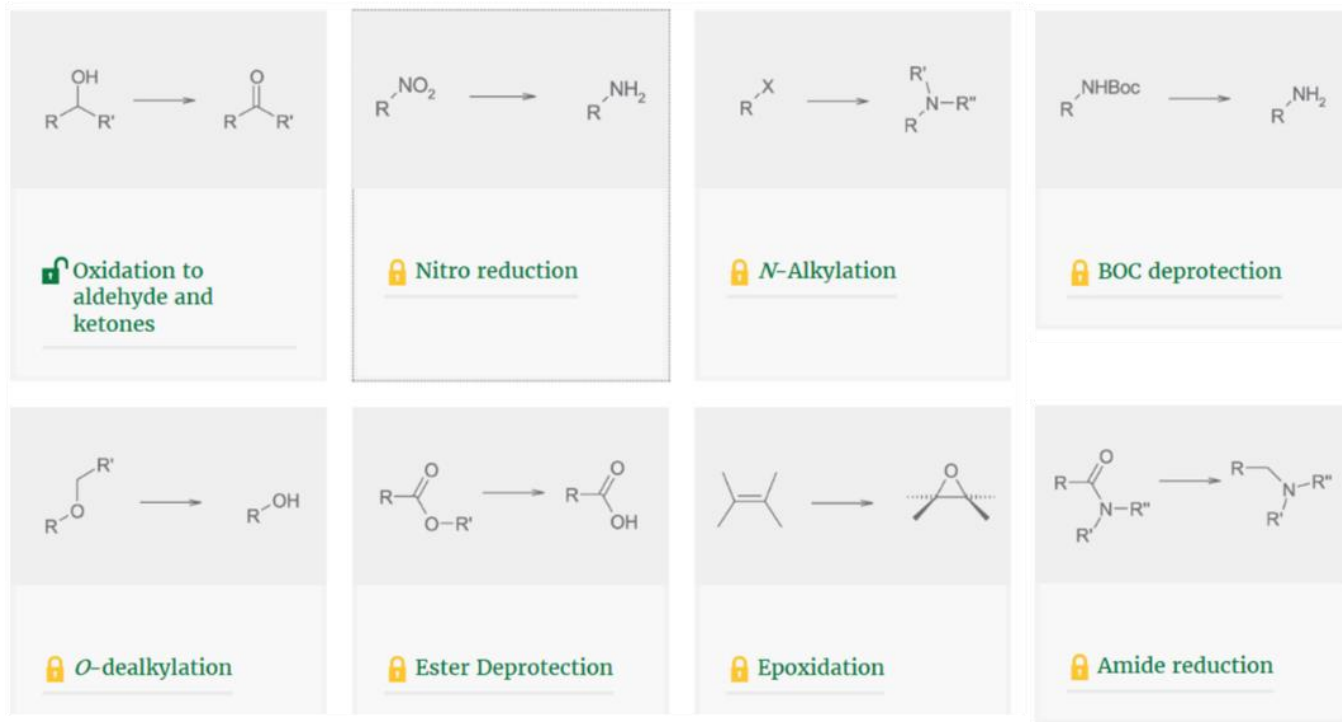 OH
R R'
O
R R'
R NO2
R NH2
R X
R'
N-R"
R
R NHBoc
R NH2
Oxidation to
aldehyde and
ketones
Nitro reduction
N-Alkylation
BOC deprotection
R'
O
R
R OH
R
O
O-R'
R
O
OH
O
O
R
N-R"
R'
R
N-R"
R'
O-dealkylation
Ester Deprotection
Epoxidation
Amide reduction